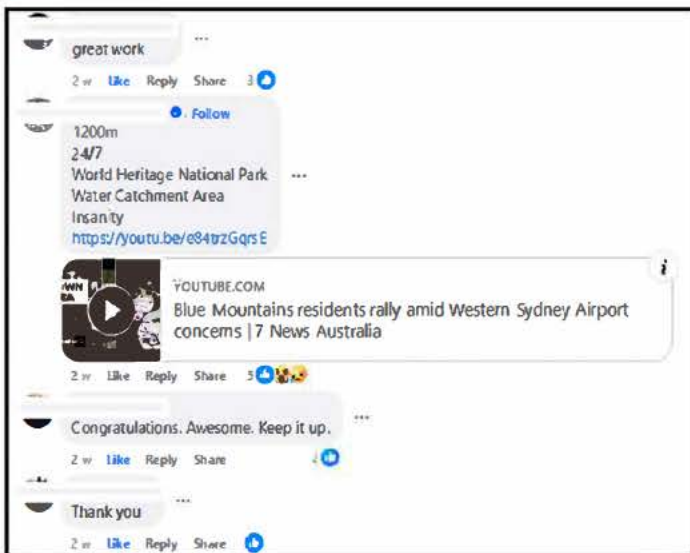 great work
...
2 w Like Reply Share 3
Follow
1200m
24/7
World Heritage National Park
...
Water Catchment Area
Insanity
https://youtu.be/e84trzGqrsE
YOUTUBE.COM
Blue Mountains residents rally amid Western Sydney Airport
concerns | 7 News Australia
i
2 w Like Reply Share 5
Congratulations. Awesome. Keep it up.
...
2 w Like Reply Share
Thank you
...
2 w Like Reply Share